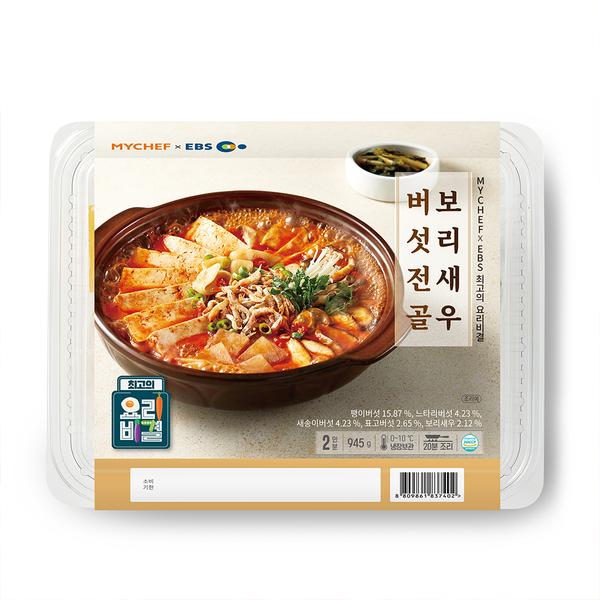 MYCHEF × EBS
보리새우
버섯전골
MYCHEF X EBS 최고의 요리비결
최고의
요리
비결
조리예
팽이버섯 15.87 %, 느타리버섯 4.23 %,
새송이버섯 4.23 %, 표고버섯 2.65 %, 보리새우 2.12 %
2인분 945 g 0~10 ℃ 냉장보관 20분 조리
소비
기한
8 809861 837402 >